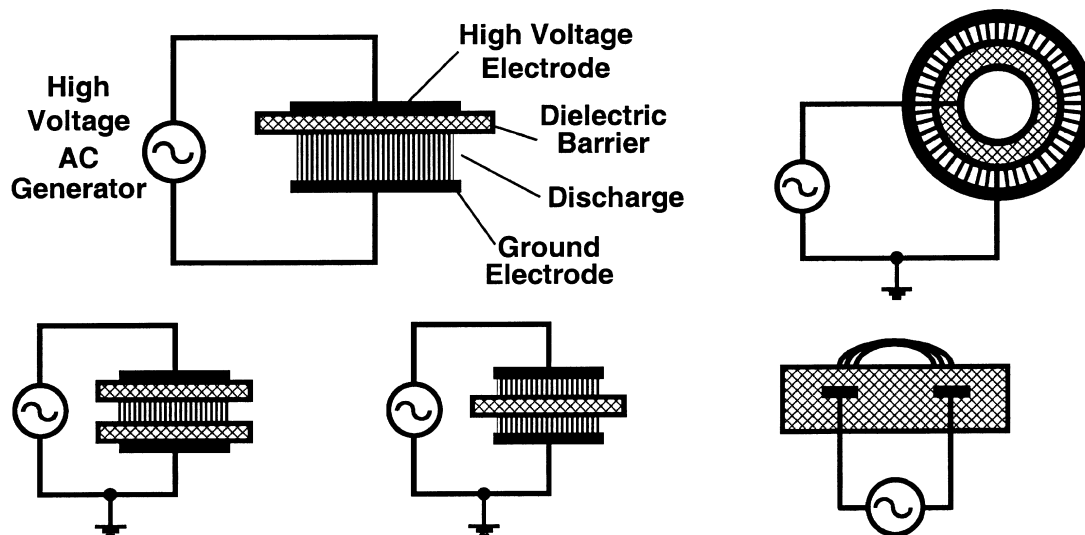 High
Voltage
AC
Generator
High Voltage
Electrode
Dielectric
Barrier
Discharge
Ground
Electrode